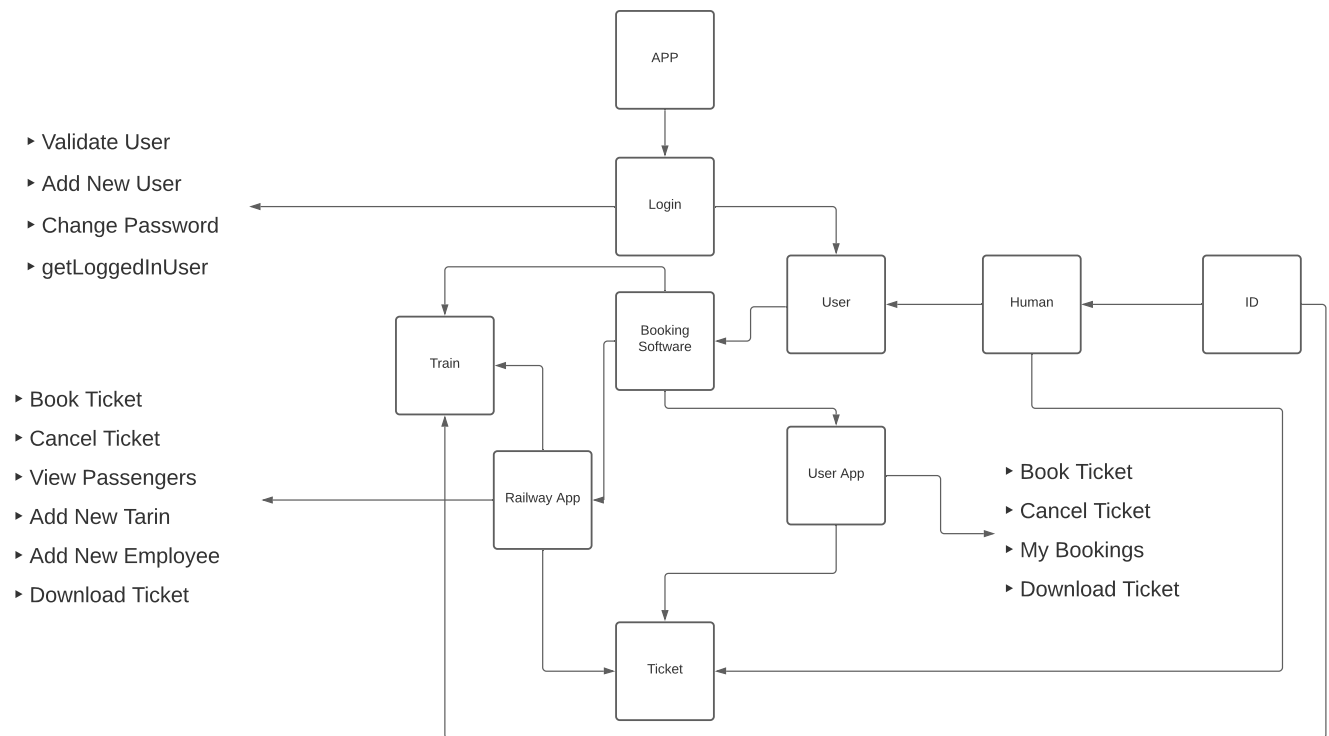 APP
‣ Validate User
‣ Add New User
‣ Change Password
‣ getLoggedInUser
Login
User
Human
ID
Booking
Software
Train
‣ Book Ticket
‣ Cancel Ticket
‣ View Passengers
‣ Add New Tarin
‣ Add New Employee
‣ Download Ticket
Railway App
User App
‣ Book Ticket
‣ Cancel Ticket
‣ My Bookings
‣ Download Ticket
Ticket